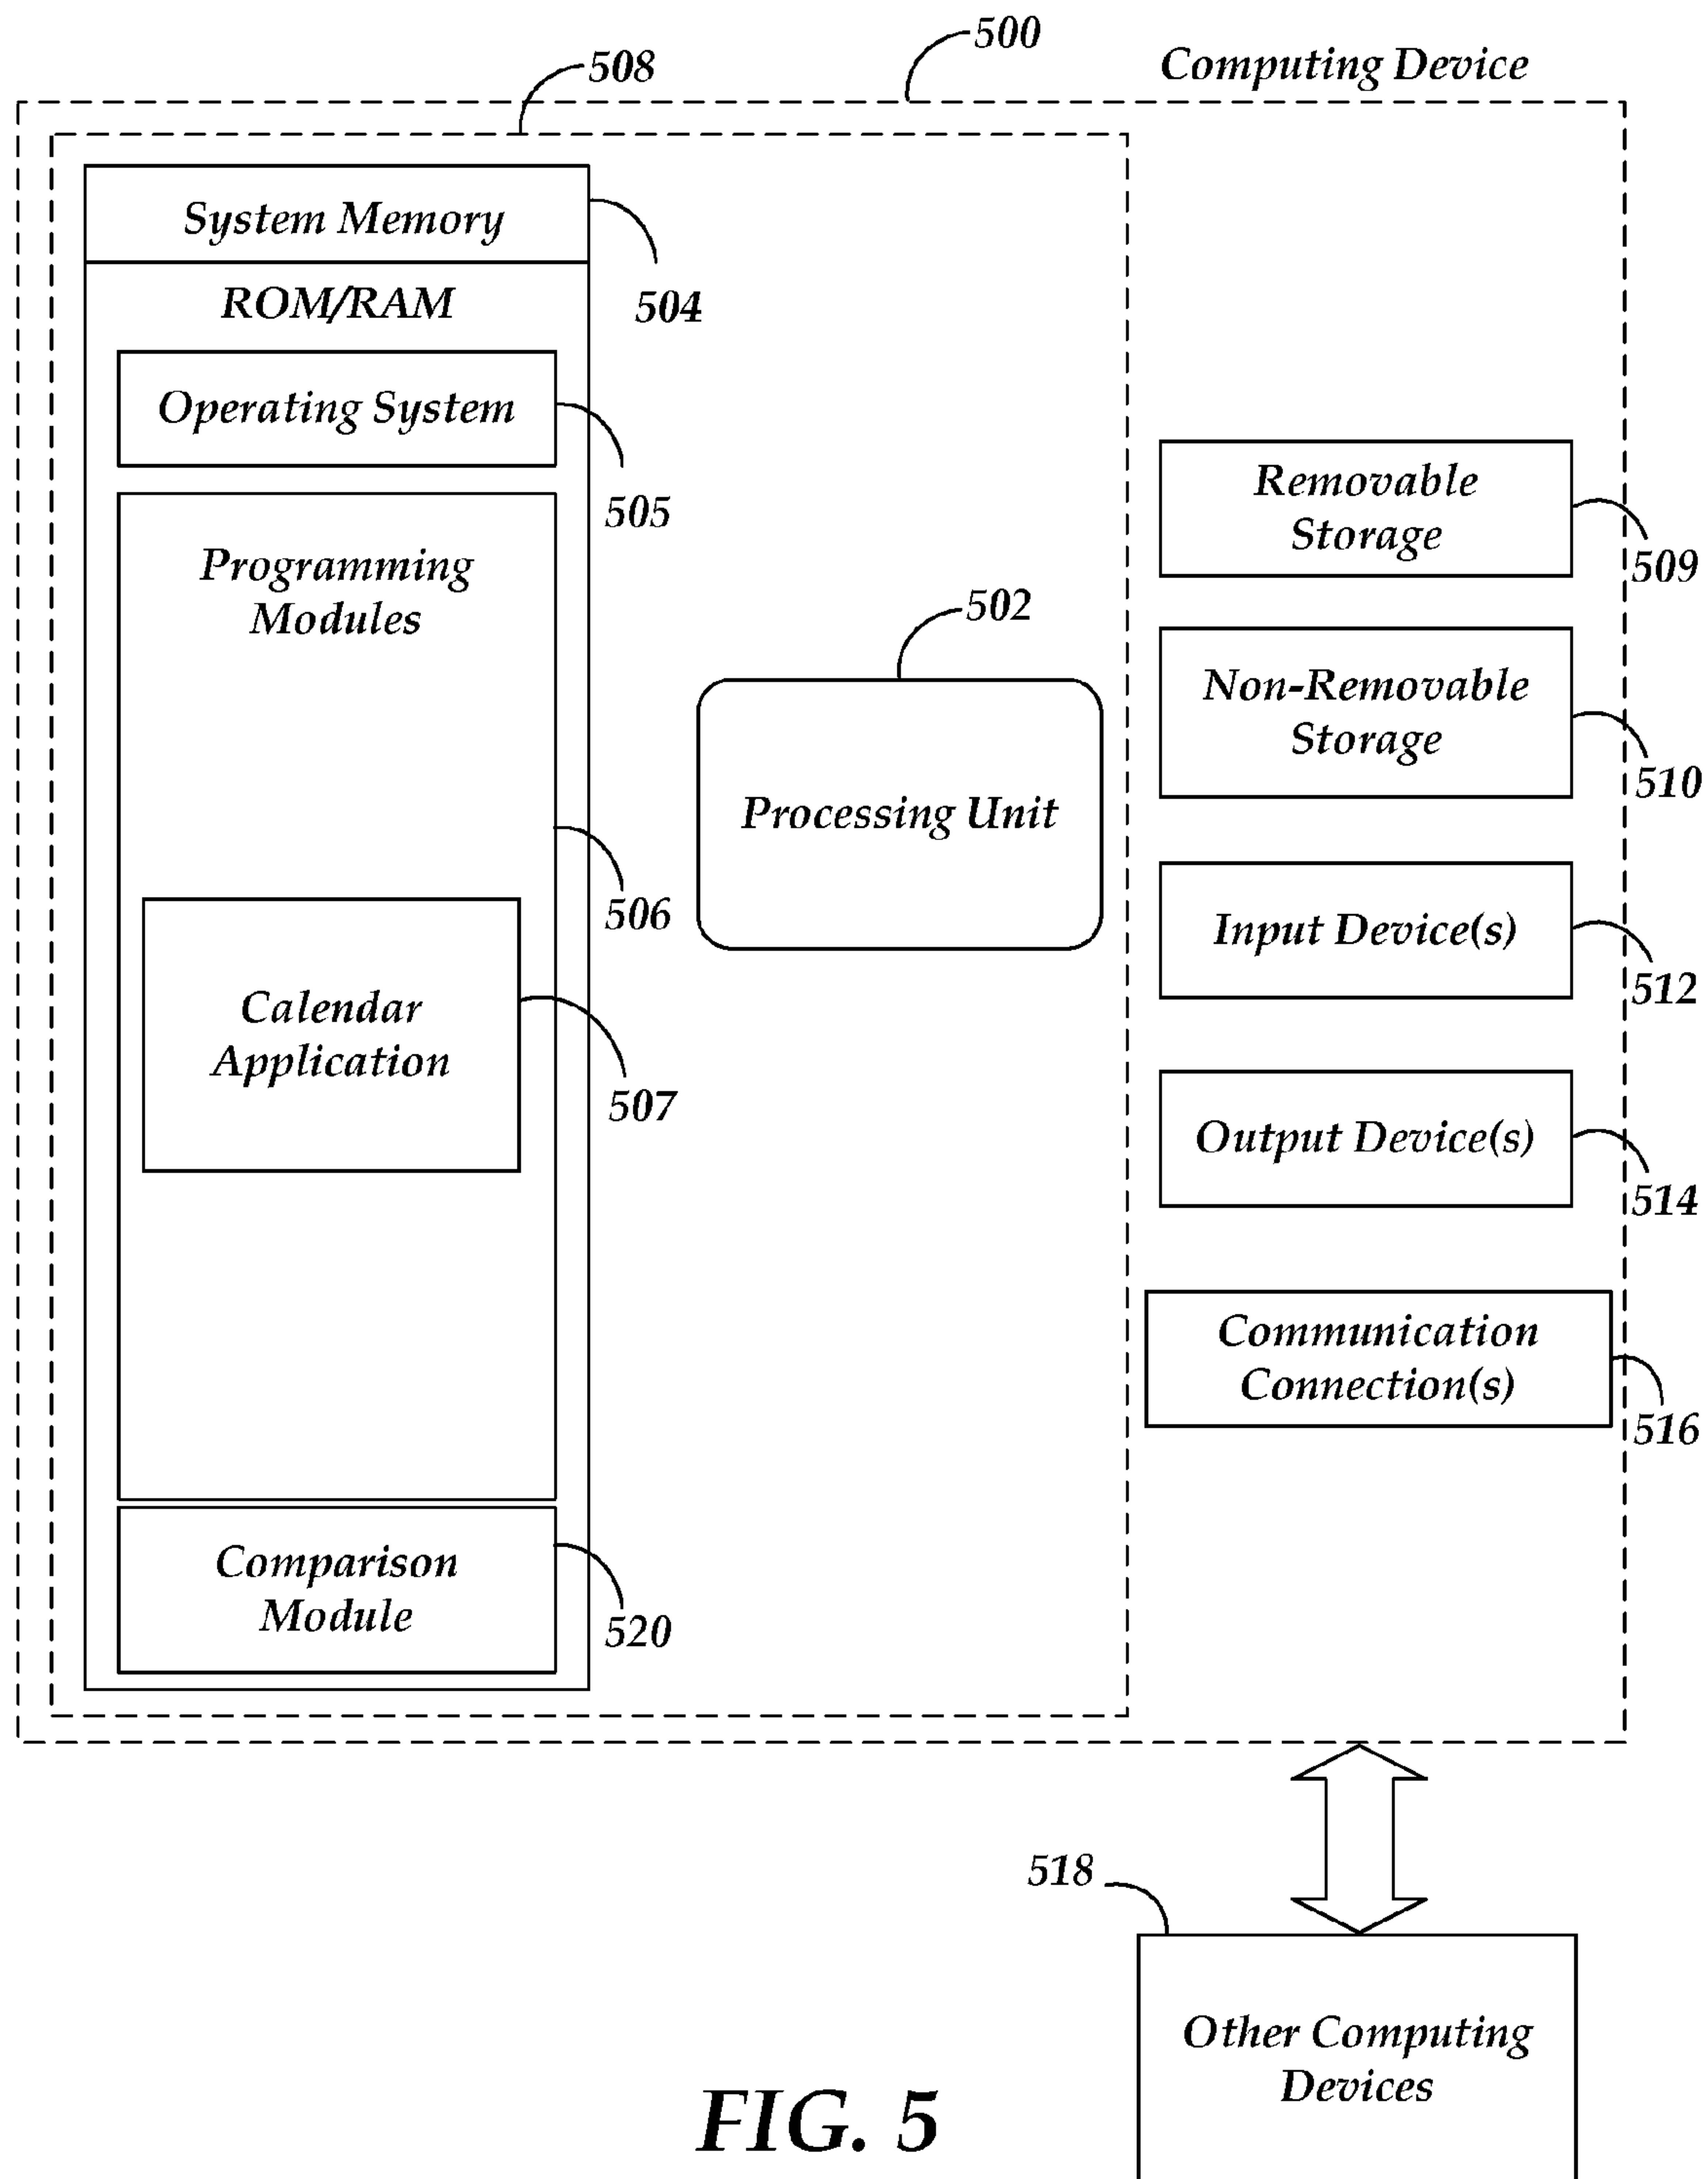 500
Computing Device
508
System Memory
504
ROM/RAM
Operating System
505
Programming
Modules
506
Calendar
Application
507
Comparison
Module
520
502
Processing Unit
Removable
Storage
509
Non-Removable
Storage
510
Input Device(s)
512
Output Device(s)
514
Communication
Connection(s)
516
518
Other Computing
Devices
FIG. 5